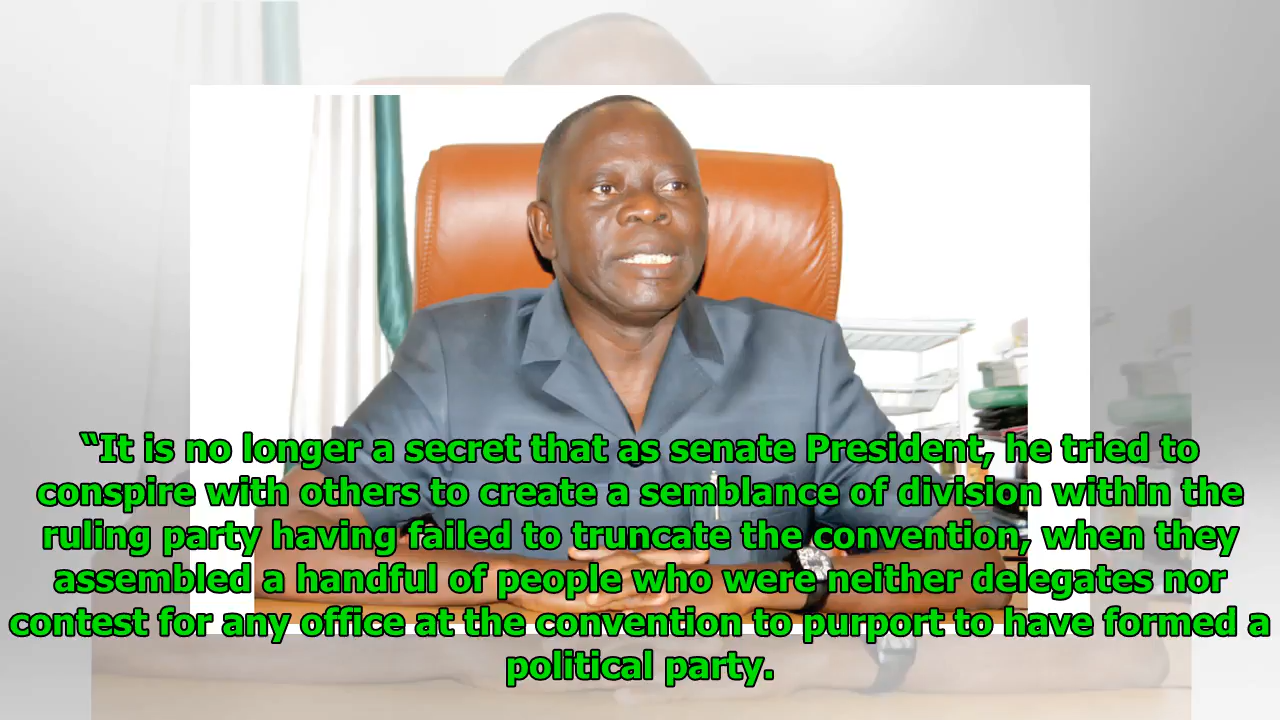 “It is no longer a secret that as senate President, he tried to
conspire with others to create a semblance of division within the
ruling party having failed to truncate the convention, when they
assembled a handful of people who were neither delegates nor
contest for any office at the convention to purport to have formed a
political party.